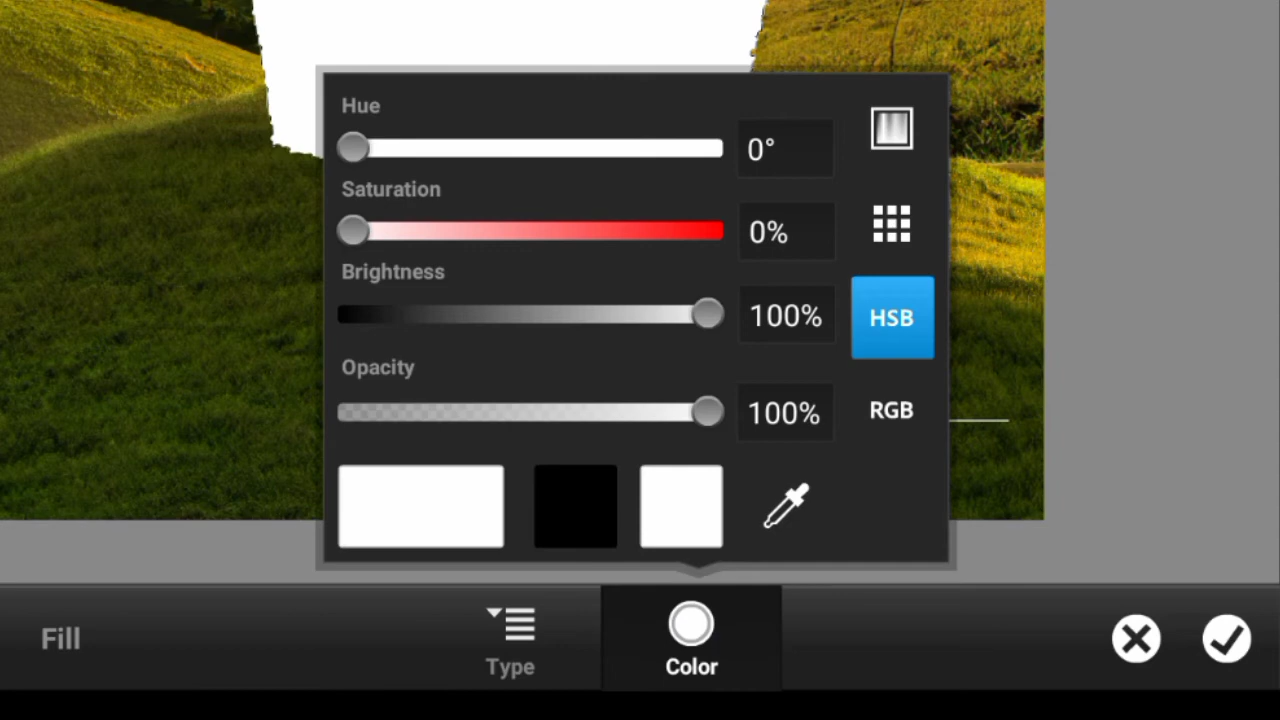 Hue
0°
Saturation
0%
Brightness
100%
HSB
Opacity
100%
RGB
Fill
Type
Color